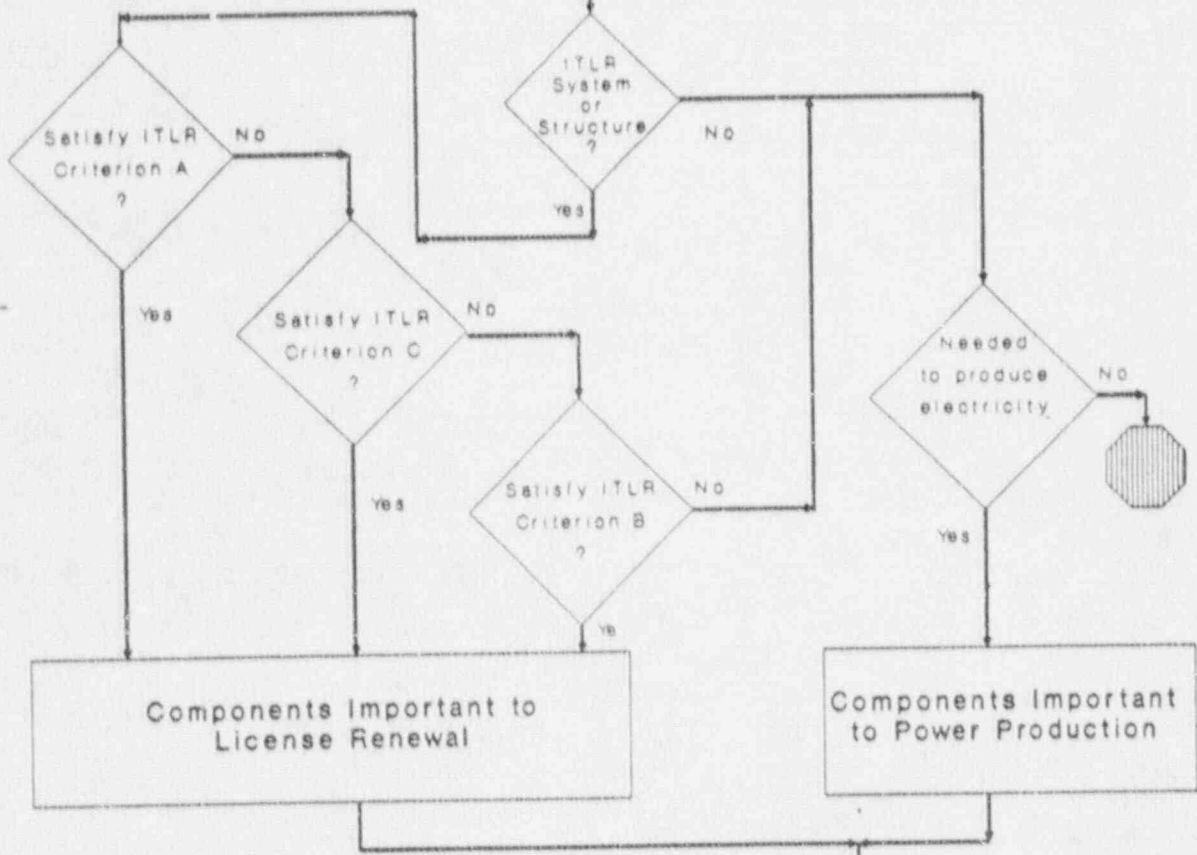 ITLR
System
or
Structure
?
No
Yes
Satisfy ITLR
Criterion A
?
No
Yes
Satisfy ITLR
Criterion C
?
No
Yes
Satisfy ITLR
Criterion B
?
No
Ye
Needed
to produce
electricity
No
Yes
Components Important to
License Renewal
Components Important
to Power Production